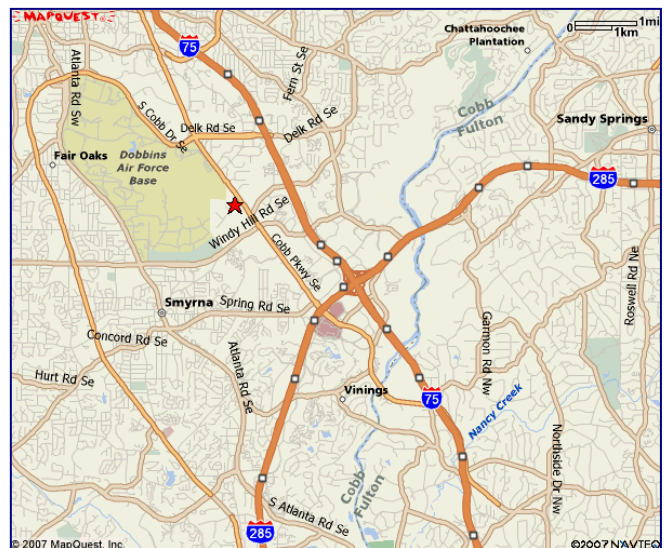 MAPQUEST
75
Chattahoochee
Plantation
1mi
0
1km
Atlanta Rd Sw
Fern St Se
S Cobb Dr Se
Delk Rd Se
Delk Rd Se
Cobb
Fulton
Sandy Springs
Fair Oaks
Dobbins
Air Force
Base
285
Windy Hill Rd Se
Cobb Pkwy Se
Roswell Rd Ne
Smyrna
Spring Rd Se
Concord Rd Se
Garmon Rd Nw
Atlanta Rd Se
Hurt Rd Se
Vinings
75
Nancy Creek
Northside Dr Nw
Cobb
Fulton
S Atlanta Rd Se
285
© 2007 MapQuest, Inc.
©2007 NAVTEQ